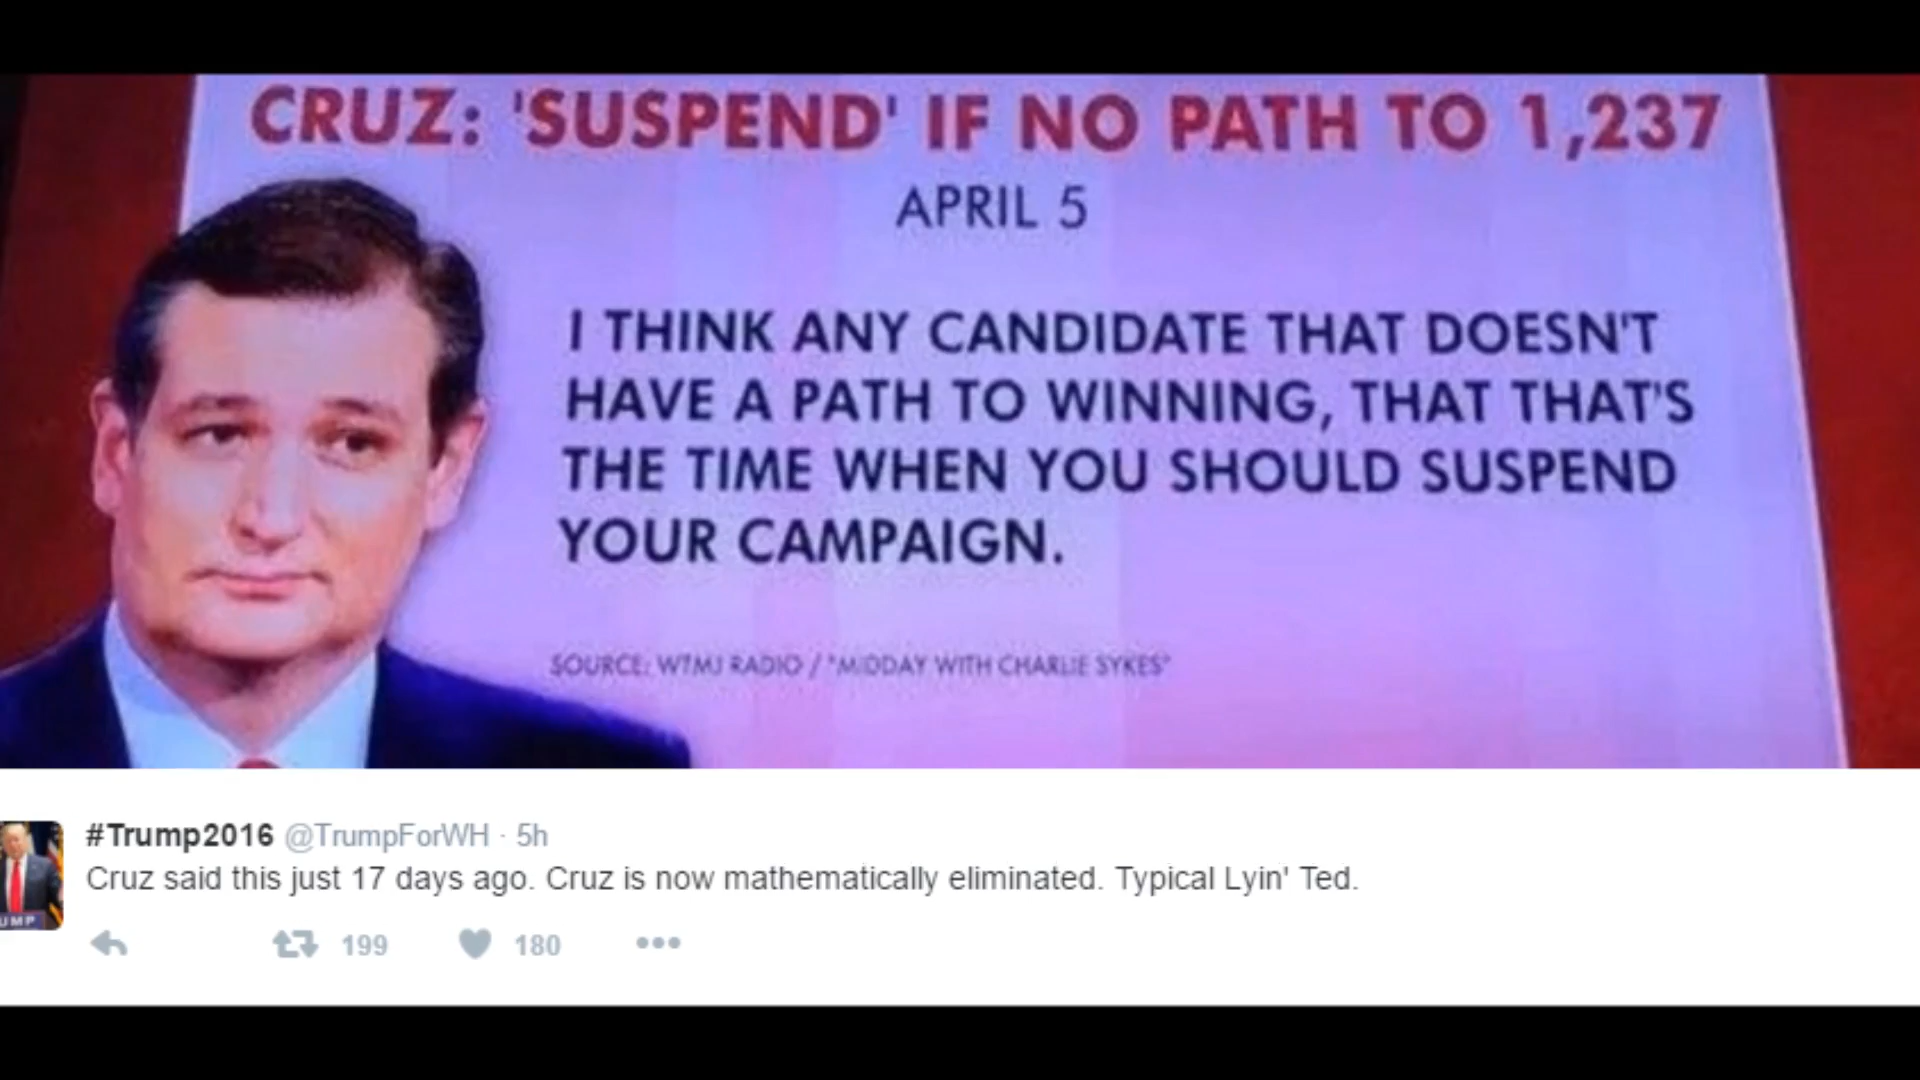 CRUZ: 'SUSPEND' IF NO PATH TO 1,237
APRIL 5
I THINK ANY CANDIDATE THAT DOESN'T
HAVE A PATH TO WINNING, THAT THAT'S
THE TIME WHEN YOU SHOULD SUSPEND
YOUR CAMPAIGN.
SOURCE: WTMJ RADIO / "MIDDAY WITH CHARLIE SYKES"
#Trump2016 @TrumpForWH · 5h
Cruz said this just 17 days ago. Cruz is now mathematically eliminated. Typical Lyin' Ted.
UMP
199 180